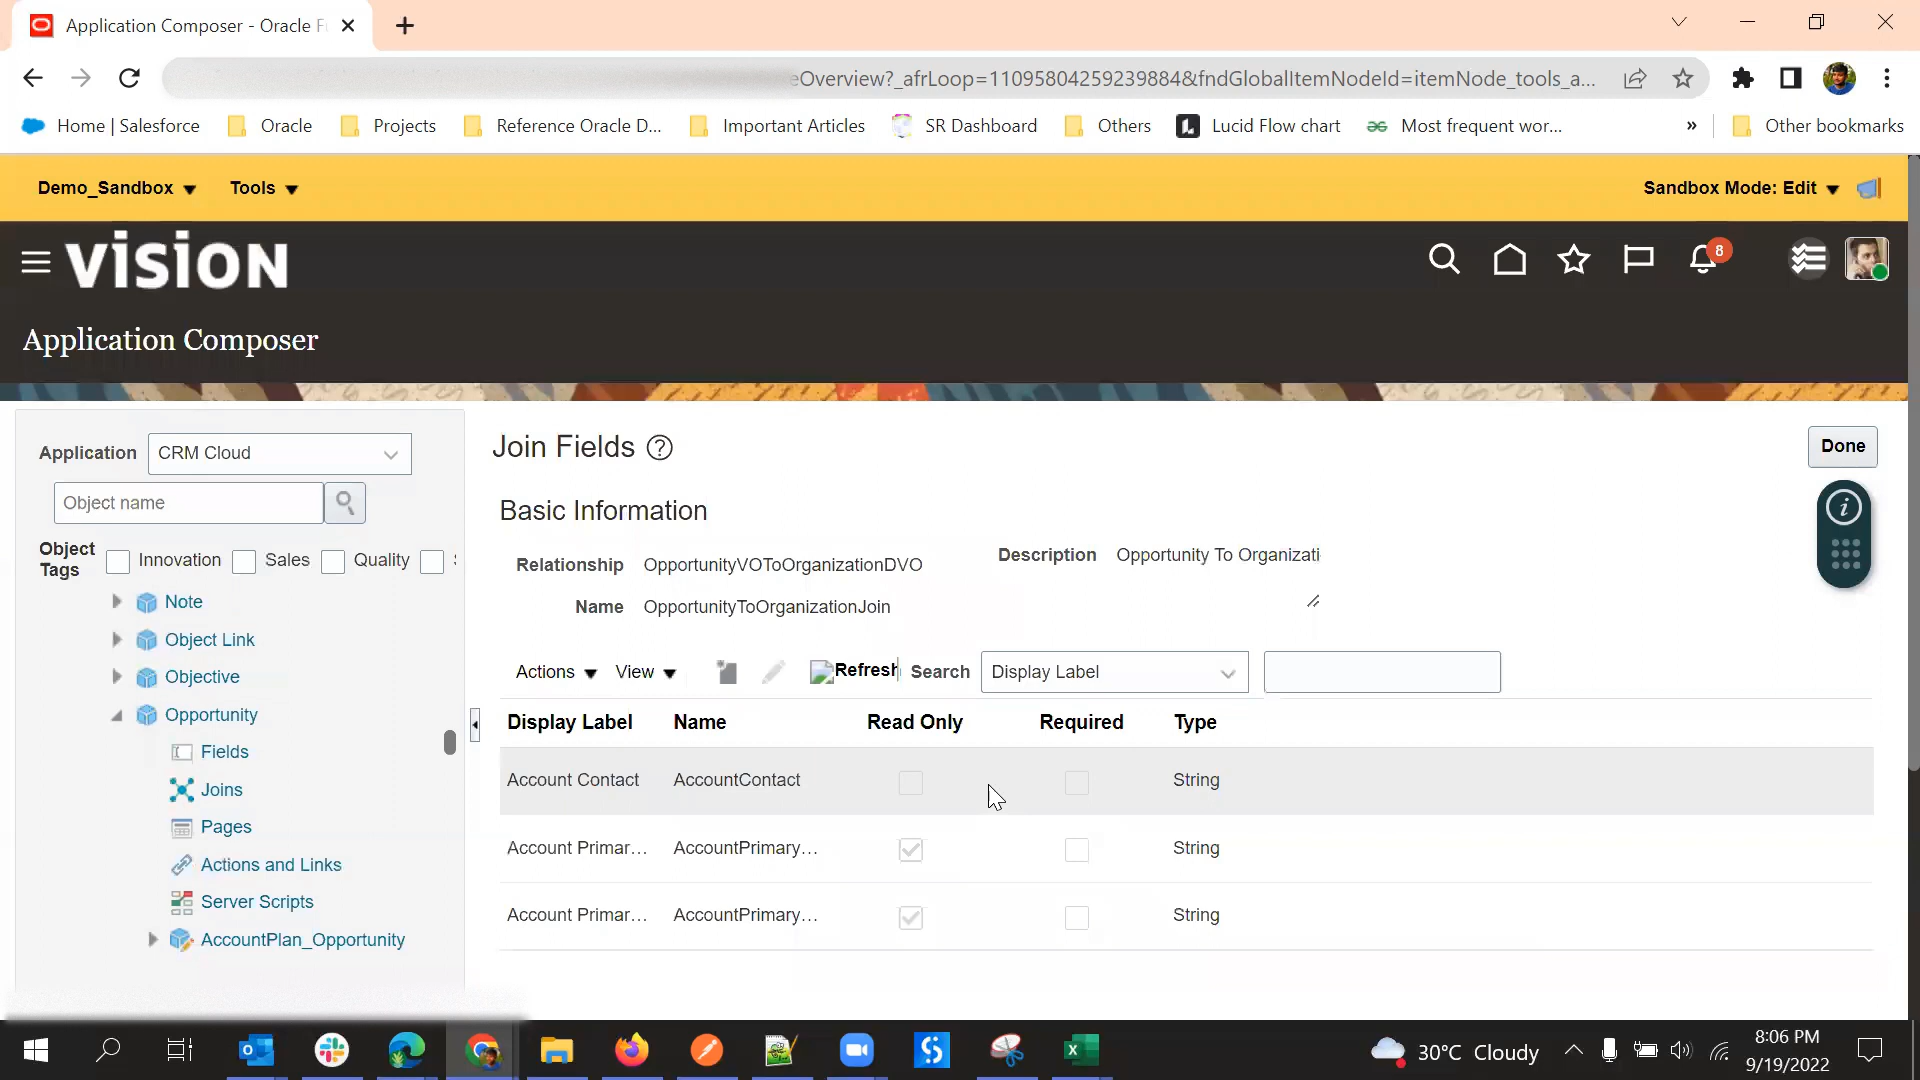 Application Composer - Oracle F
eOverview?_afrLoop=11095804259239884&fndGlobalItemNodeId=itemNode_tools_a...
Home | Salesforce
Oracle
Projects
Reference Oracle D...
Important Articles
SR Dashboard
Others
Lucid Flow chart
Most frequent wor...
»
Other bookmarks
Demo_Sandbox
Tools
Sandbox Mode: Edit
vision
8
Application Composer
Application
CRM Cloud
Object name
Object Tags
Innovation
Sales
Quality
Note
Object Link
Objective
Opportunity
Fields
Joins
Pages
Actions and Links
Server Scripts
AccountPlan_Opportunity
Join Fields
Done
Basic Information
Relationship OpportunityVOToOrganizationDVO
Description Opportunity To Organizati
Name OpportunityToOrganizationJoin
Actions
View
Refresh
Search
Display Label
Display Label Name Read Only Required Type
Account Contact AccountContact String
Account Primar... AccountPrimary... String
Account Primar... AccountPrimary... String
30°C Cloudy
8:06 PM
9/19/2022